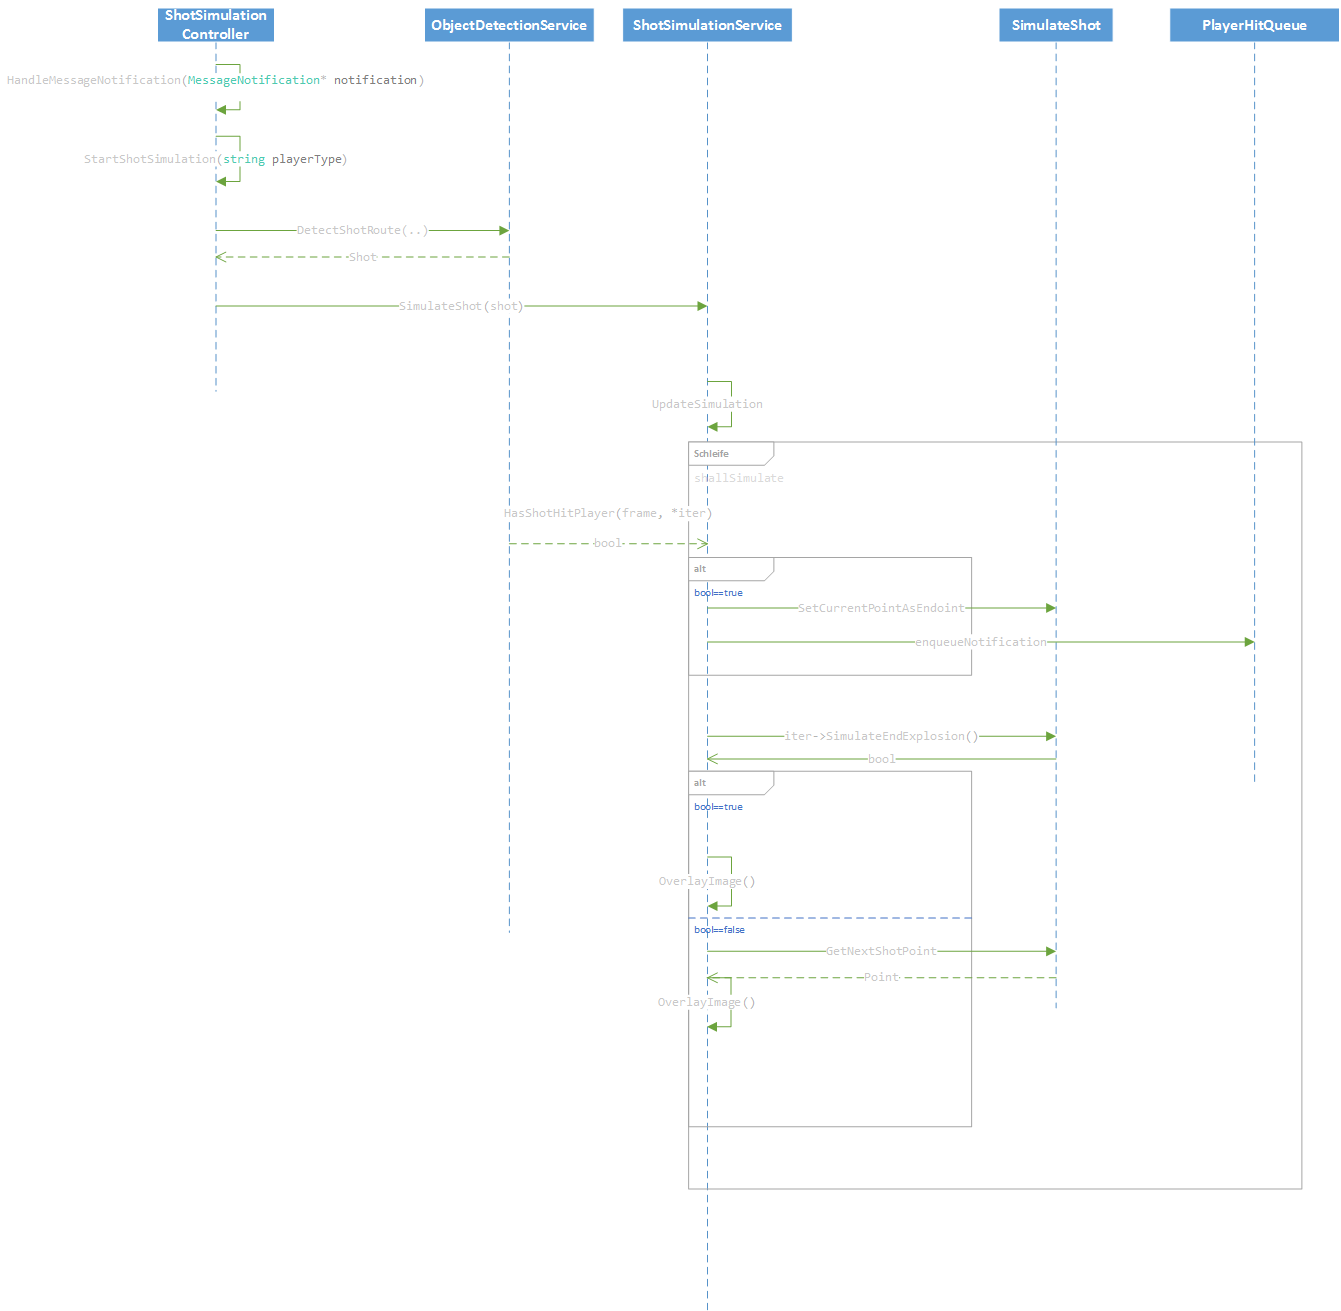 ShotSimulation
Controller
ObjectDetectionService
ShotSimulationService
SimulateShot
PlayerHitQueue
HandleMessageNotification(MessageNotification* notification)
StartShotSimulation(string playerType)
DetectShotRoute(..)
Shot
SimulateShot(shot)
UpdateSimulation
Schleife
shallSimulate
HasShotHitPlayer(frame, *iter)
bool
alt
bool==true
SetCurrentPointAsEndoint
enqueueNotification
iter->SimulateEndExplosion()
bool
alt
bool==true
OverlayImage()
bool==false
GetNextShotPoint
Point
OverlayImage()